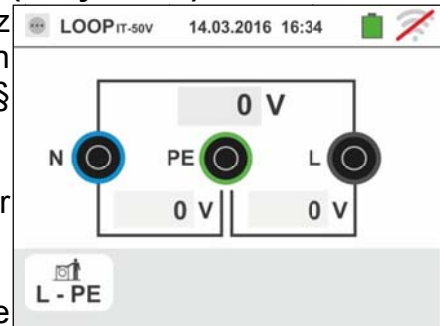 z
LOOP IT-50V 14.03.2016 16:34
n
§
0 V
N PE L
r
0 V 0 V
L - PE
e